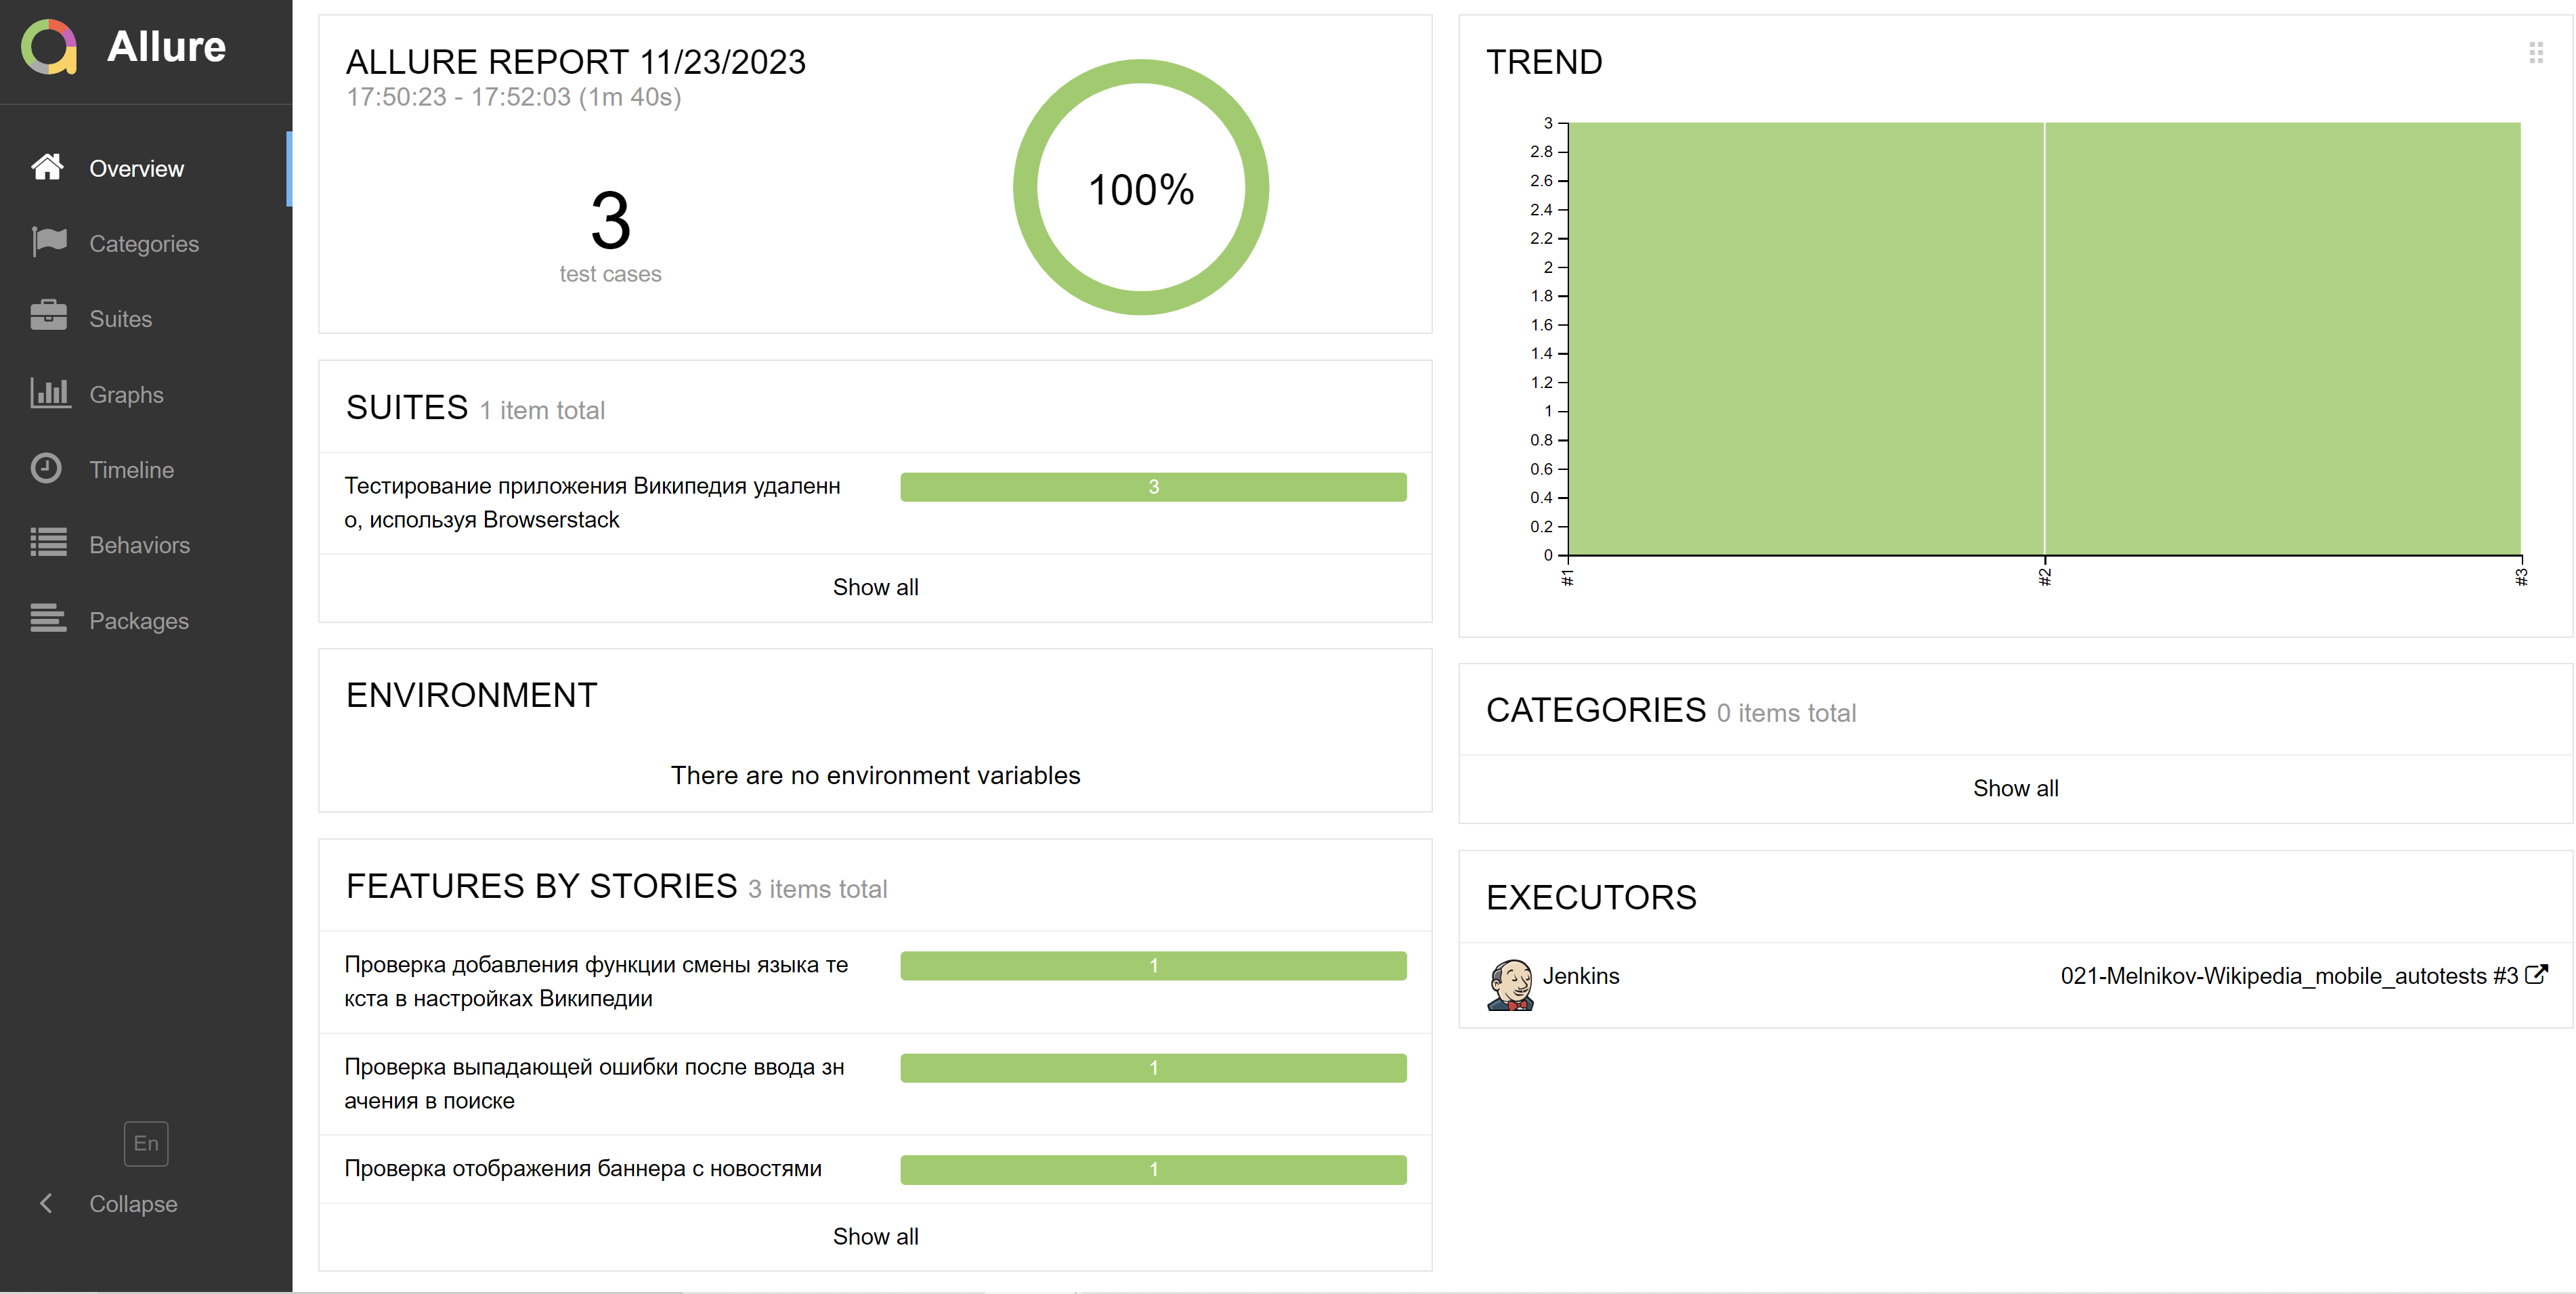 Allure
Overview
Categories
Suites
Graphs
Timeline
Behaviors
Packages
En
Collapse
ALLURE REPORT 11/23/2023
17:50:23 - 17:52:03 (1m 40s)
3
test cases
100%
SUITES 1 item total
Тестирование приложения Википедия удаленн
о, используя Browserstack
3
Show all
ENVIRONMENT
There are no environment variables
FEATURES BY STORIES 3 items total
Проверка добавления функции смены языка те
кста в настройках Википедии
1
Проверка выпадающей ошибки после ввода зн
ачения в поиске
1
Проверка отображения баннера с новостями
1
Show all
TREND
3
2.8
2.6
2.4
2.2
2
1.8
1.6
1.4
1.2
1
0.8
0.6
0.4
0.2
0
#1
#2
#3
CATEGORIES 0 items total
Show all
EXECUTORS
Jenkins
021-Melnikov-Wikipedia_mobile_autotests #3